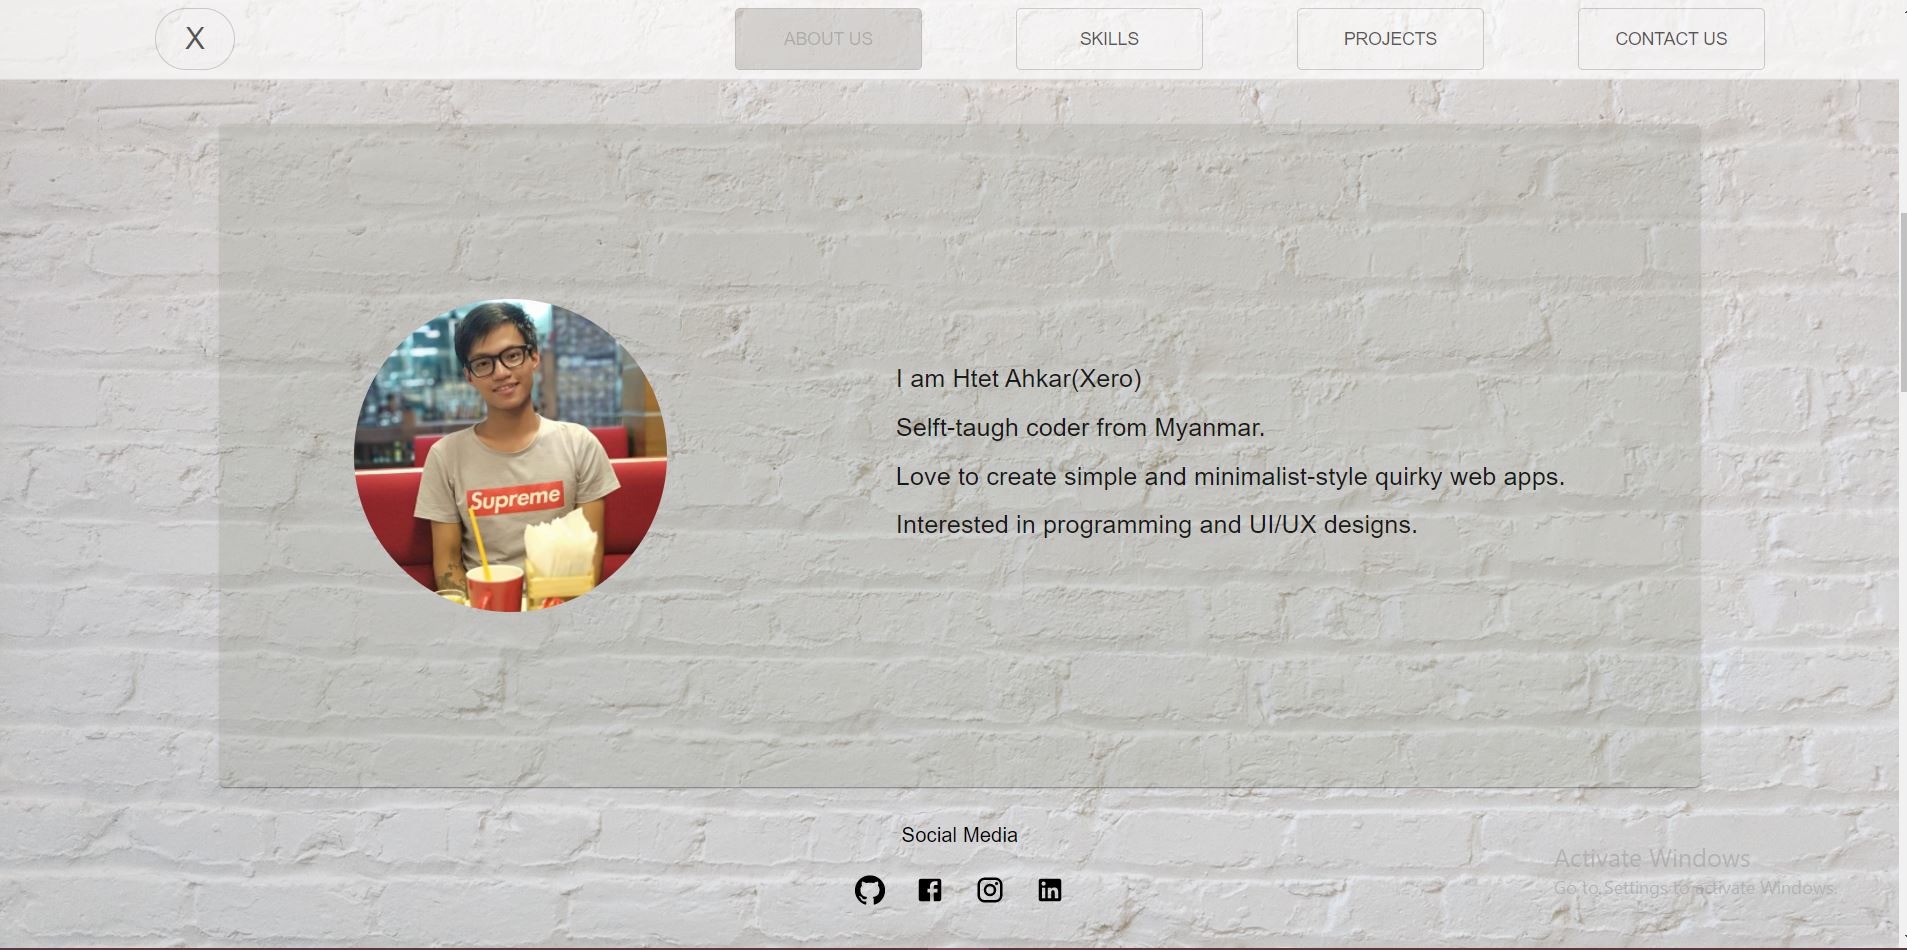 X
ABOUT US
SKILLS
PROJECTS
CONTACT US
Supreme
I am Htet Ahkar(Xero)
Selft-taugh coder from Myanmar.
Love to create simple and minimalist-style quirky web apps.
Interested in programming and UI/UX designs.
Social Media
Activate Windows
Go to Settings to activate Windows.